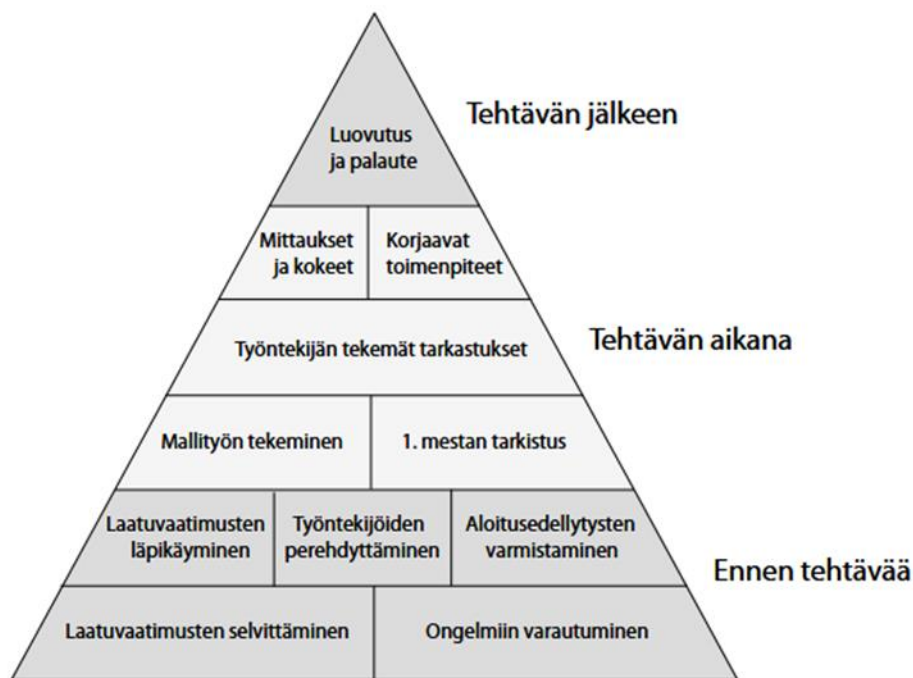 Tehtävän jälkeen
Luovutus
ja palaute
Mittaukset
ja kokeet
Korjaavat
toimenpiteet
Tehtävän aikana
Työntekijän tekemät tarkastukset
Mallityön tekeminen
1. mestan tarkistus
Laatuvaatimusten
läpikäyminen
Työntekijöiden
perehdyttäminen
Aloitusedellytysten
varmistaminen
Ennen tehtävää
Laatuvaatimusten selvittäminen
Ongelmiin varautuminen